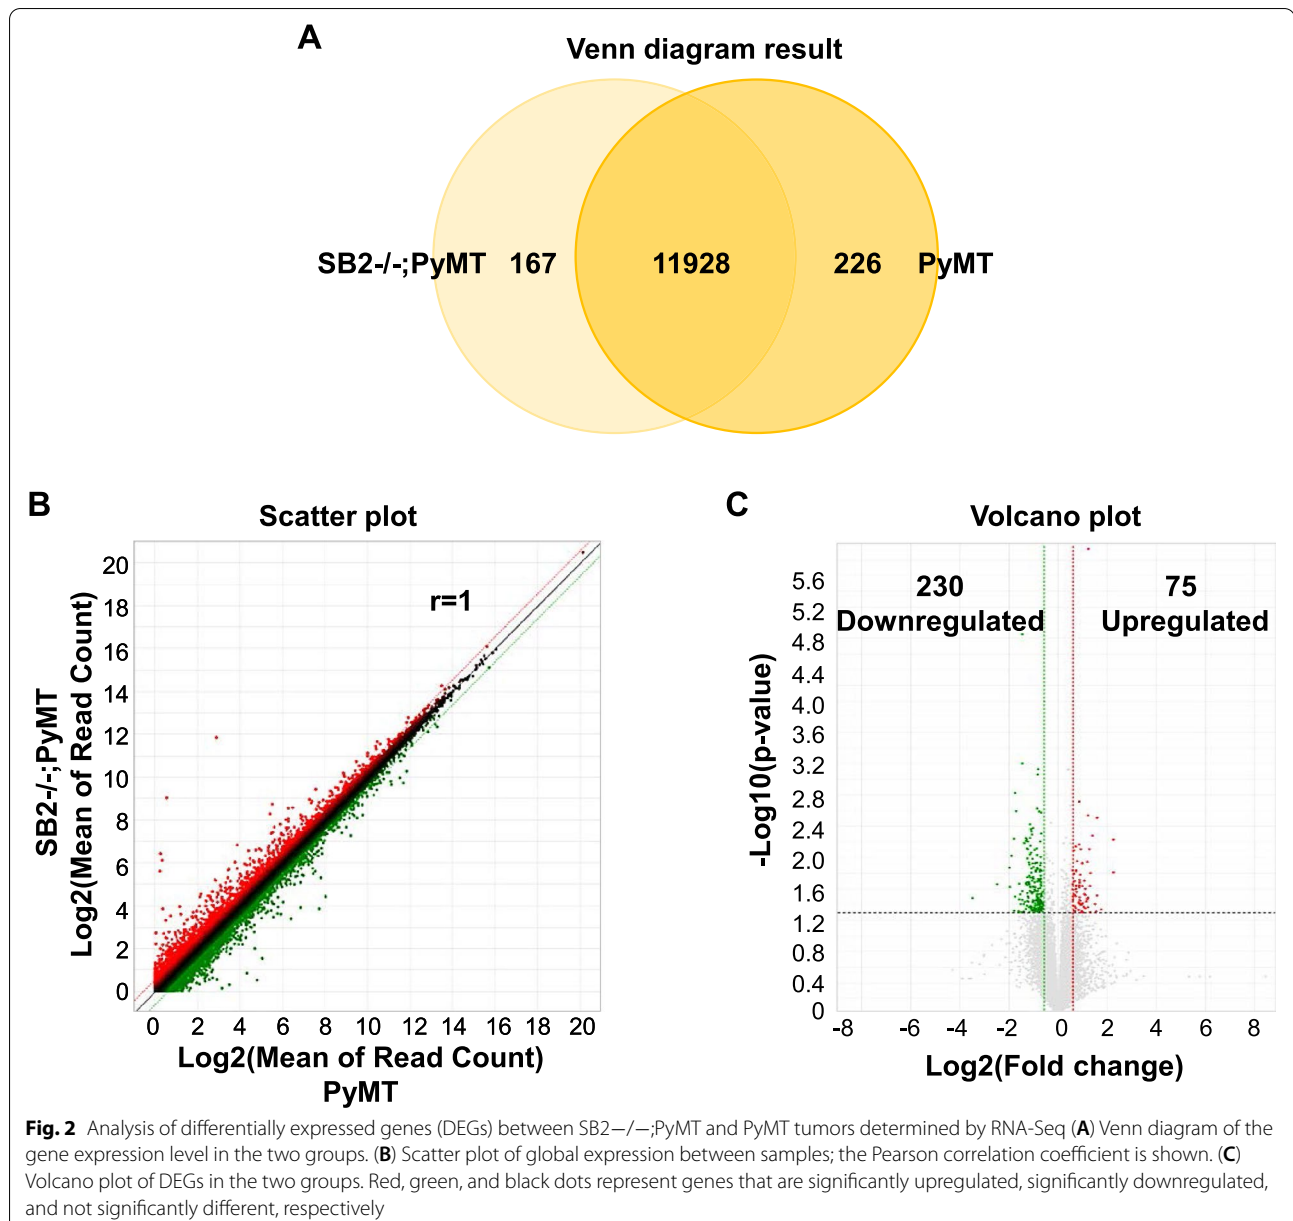 A
Venn diagram result
SB2-/-;PyMT 167 11928 226 PyMT
B
Scatter plot
SB2-/-;PyMT
Log2(Mean of Read Count)
20
18
16
14
12
10
8
6
4
2
0
r=1
0 2 4 6 8 10 12 14 16 18 20
Log2(Mean of Read Count)
PyMT
C
Volcano plot
-Log10(p-value)
5.6
5.2
4.8
4.4
4.0
3.6
3.2
2.8
2.4
2.0
1.6
1.2
0.8
0.4
0
230
Downregulated
75
Upregulated
-8 -6 -4 -2 0 2 4 6 8
Log2(Fold change)
Fig. 2 Analysis of differentially expressed genes (DEGs) between SB2−/−;PyMT and PyMT tumors determined by RNA-Seq (A) Venn diagram of the
gene expression level in the two groups. (B) Scatter plot of global expression between samples; the Pearson correlation coefficient is shown. (C)
Volcano plot of DEGs in the two groups. Red, green, and black dots represent genes that are significantly upregulated, significantly downregulated,
and not significantly different, respectively